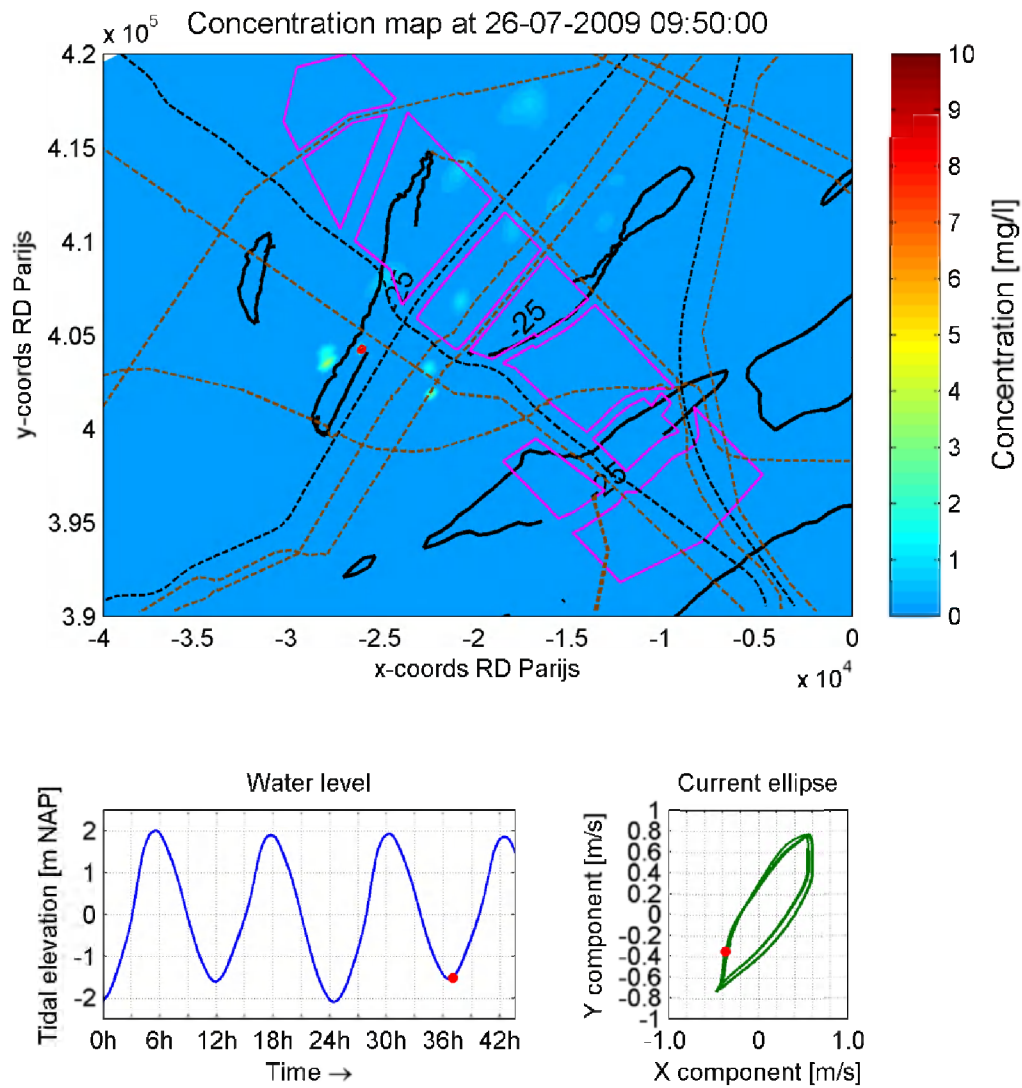 Concentration map at 26-07-2009 09:50:00
x 10⁵
4.2
4.15
4.1
4.05
4
3.95
3.9
y-coords RD Parijs
-25
-25
-25
-4 -3.5 -3 -2.5 -2 -1.5 -1 -0.5 0
x-coords RD Parijs
x 10⁴
10
9
8
7
6
5
4
3
2
1
0
Concentration [mg/l]
Water level
Tidal elevation [m NAP]
2
1
0
-1
-2
0h 6h 12h 18h 24h 30h 36h 42h
Time →
Current ellipse
Y component [m/s]
1
0.8
0.6
0.4
0.2
0
-0.2
-0.4
-0.6
-0.8
-1
-1.0 0 1.0
X component [m/s]